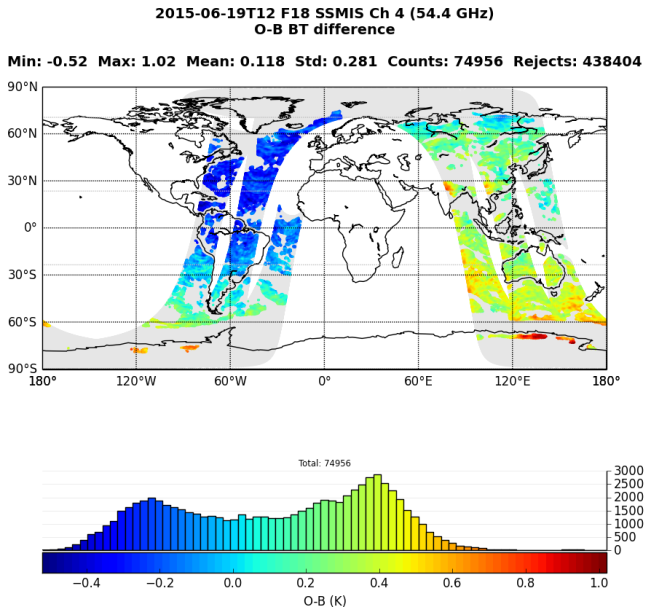 2015-06-19T12 F18 SSMIS Ch 4 (54.4 GHz)
O-B BT difference
Min: -0.52 Max: 1.02 Mean: 0.118 Std: 0.281 Counts: 74956 Rejects: 438404
90°N
60°N
30°N
0°
30°S
60°S
90°S
180° 120°W 60°W 0° 60°E 120°E 180°
Total: 74956
3000
2500
2000
1500
1000
500
0
−0.4 −0.2 0.0 0.2 0.4 0.6 0.8 1.0
O-B (K)